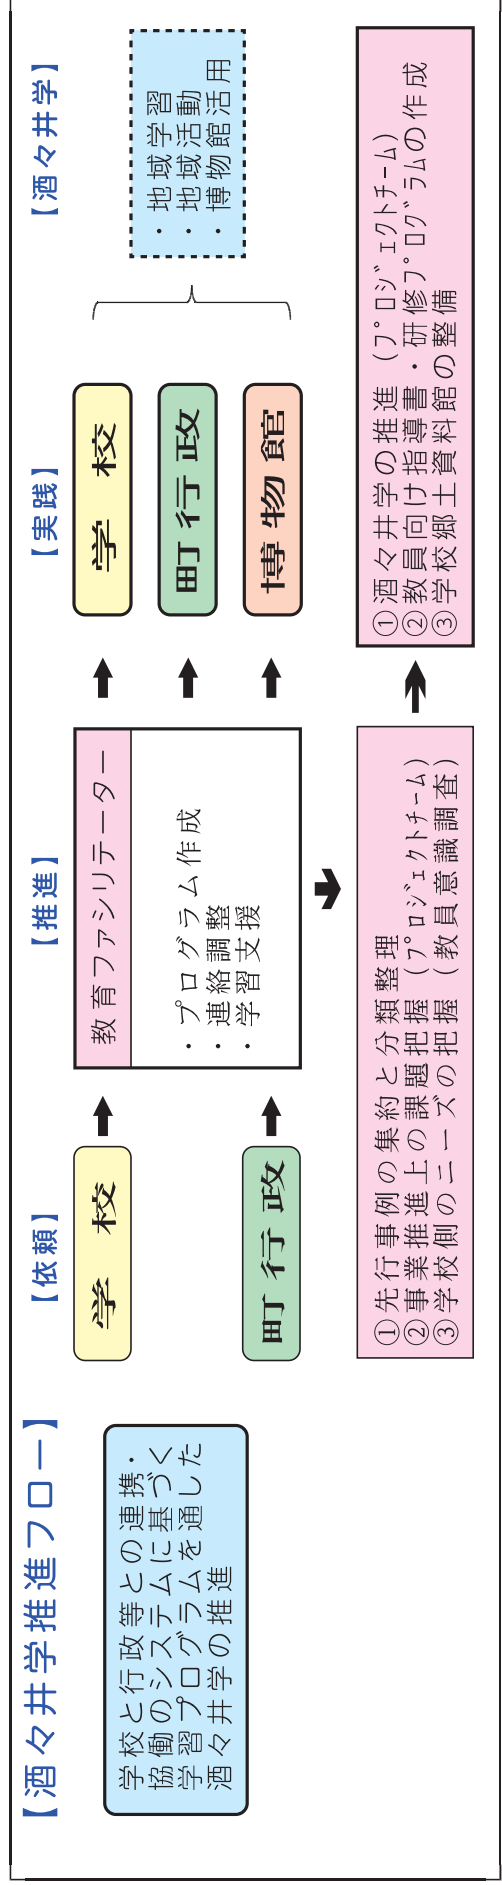 【酒々井学推進フロー】
学校と行政等との連携・
協働のシステムに基づく
学習プログラムを通した
酒々井学の推進
【依頼】
学校
町行政
【推進】
教育ファシリテーター
・プログラム作成
・連絡調整
・学習支援
【実践】
学校
町行政
博物館
【酒々井学】
・地域学習
・地域活動
・博物館活用
①先行事例の集約と分類整理
②事業推進上の課題把握（プロジェクトチーム）
③学校側のニーズの把握（教員意識調査）
①酒々井学の推進（プロジェクトチーム）
②教員向け指導書・研修プログラムの作成
③学校郷土資料館の整備